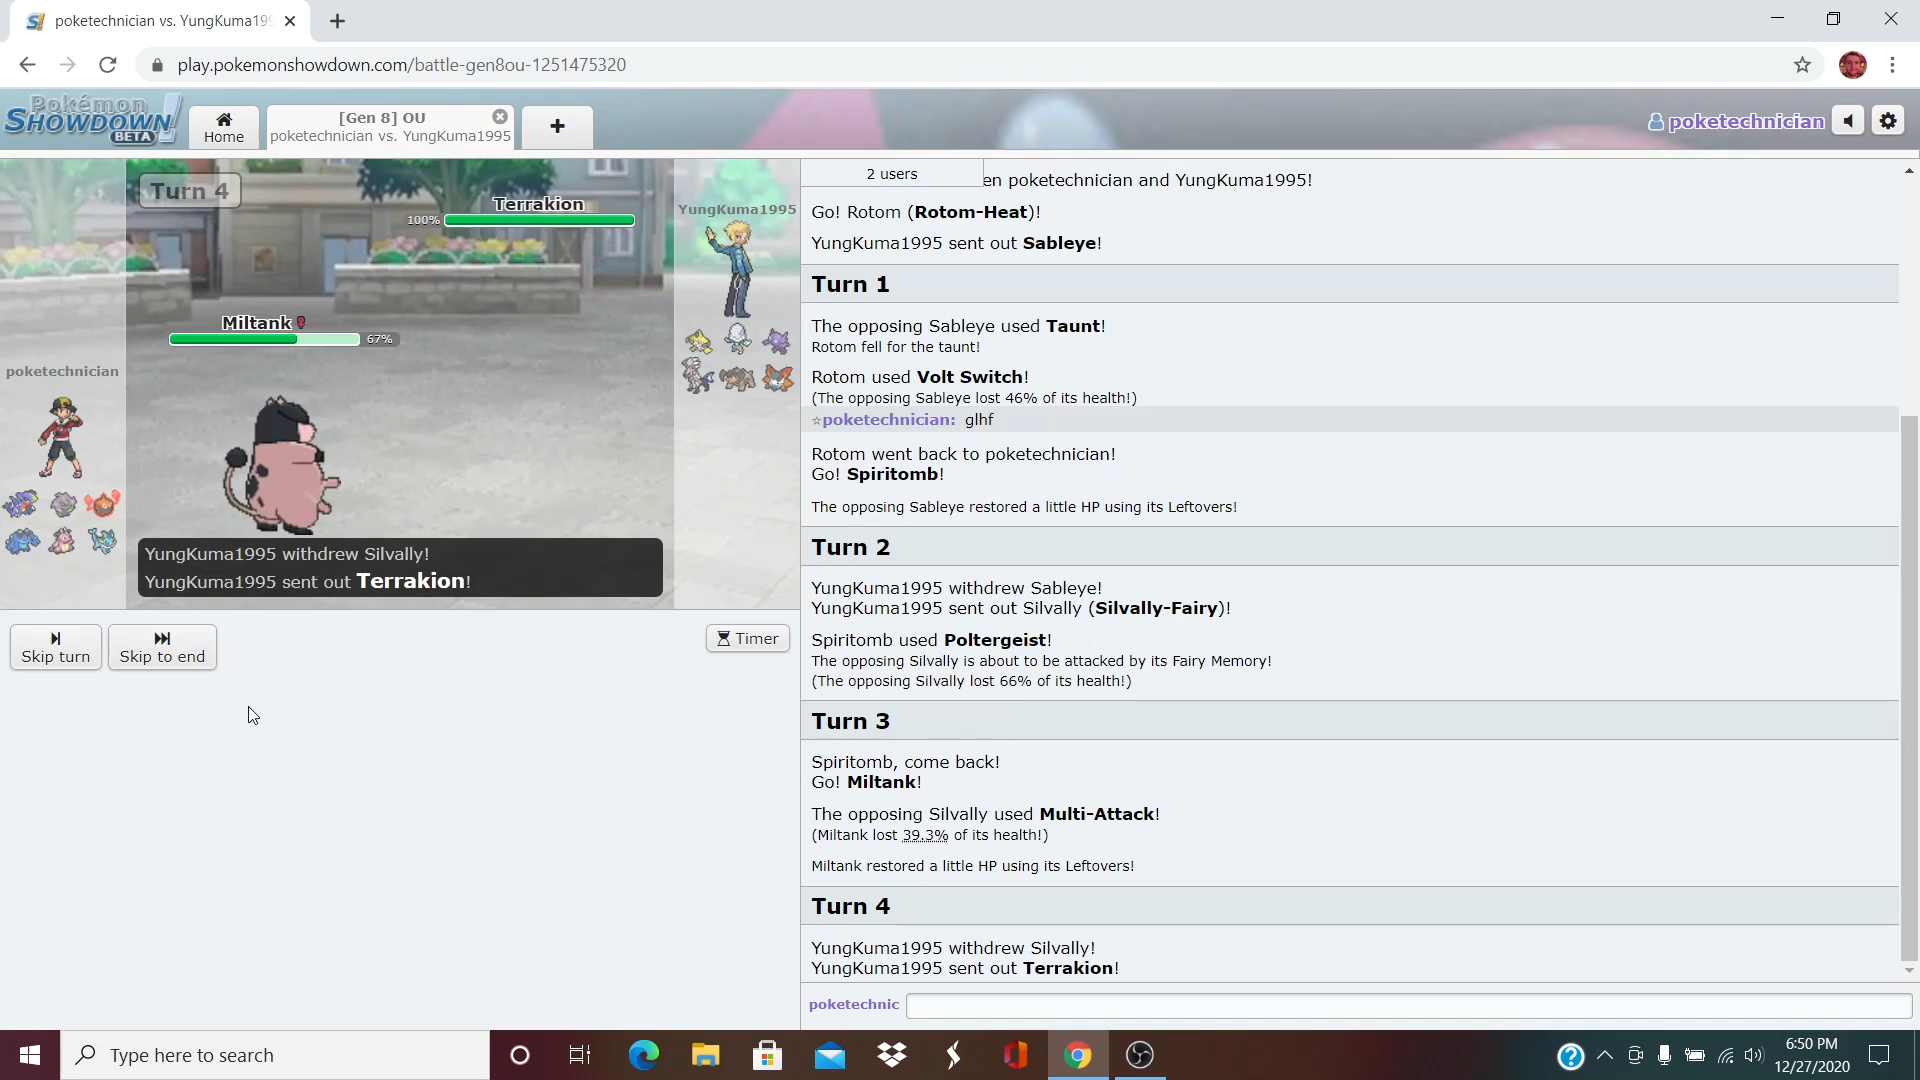 poketechnician vs. YungKuma199
play.pokemonshowdown.com/battle-gen8ou-1251475320
Pokémon
SHOWDOWN!
BETA
Home
[Gen 8] OU
poketechnician vs. YungKuma1995
poketechnician
Turn 4
Terrakion
100%
YungKuma1995
Miltank
67%
poketechnician
YungKuma1995 withdrew Silvally!
YungKuma1995 sent out Terrakion!
Skip turn
Skip to end
Timer
2 users
en poketechnician and YungKuma1995!
Go! Rotom (Rotom-Heat)!
YungKuma1995 sent out Sableye!
Turn 1
The opposing Sableye used Taunt!
Rotom fell for the taunt!
Rotom used Volt Switch!
(The opposing Sableye lost 46% of its health!)
☆poketechnician: glhf
Rotom went back to poketechnician!
Go! Spiritomb!
The opposing Sableye restored a little HP using its Leftovers!
Turn 2
YungKuma1995 withdrew Sableye!
YungKuma1995 sent out Silvally (Silvally-Fairy)!
Spiritomb used Poltergeist!
The opposing Silvally is about to be attacked by its Fairy Memory!
(The opposing Silvally lost 66% of its health!)
Turn 3
Spiritomb, come back!
Go! Miltank!
The opposing Silvally used Multi-Attack!
(Miltank lost 39.3% of its health!)
Miltank restored a little HP using its Leftovers!
Turn 4
YungKuma1995 withdrew Silvally!
YungKuma1995 sent out Terrakion!
poketechnic
Type here to search
6:50 PM
12/27/2020